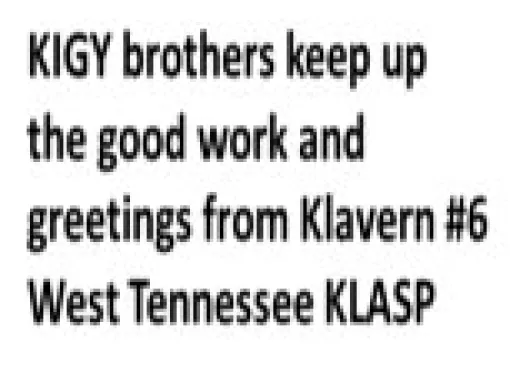 KIGY brothers keep up
the good work and
greetings from Klavern #6
West Tennessee KLASP